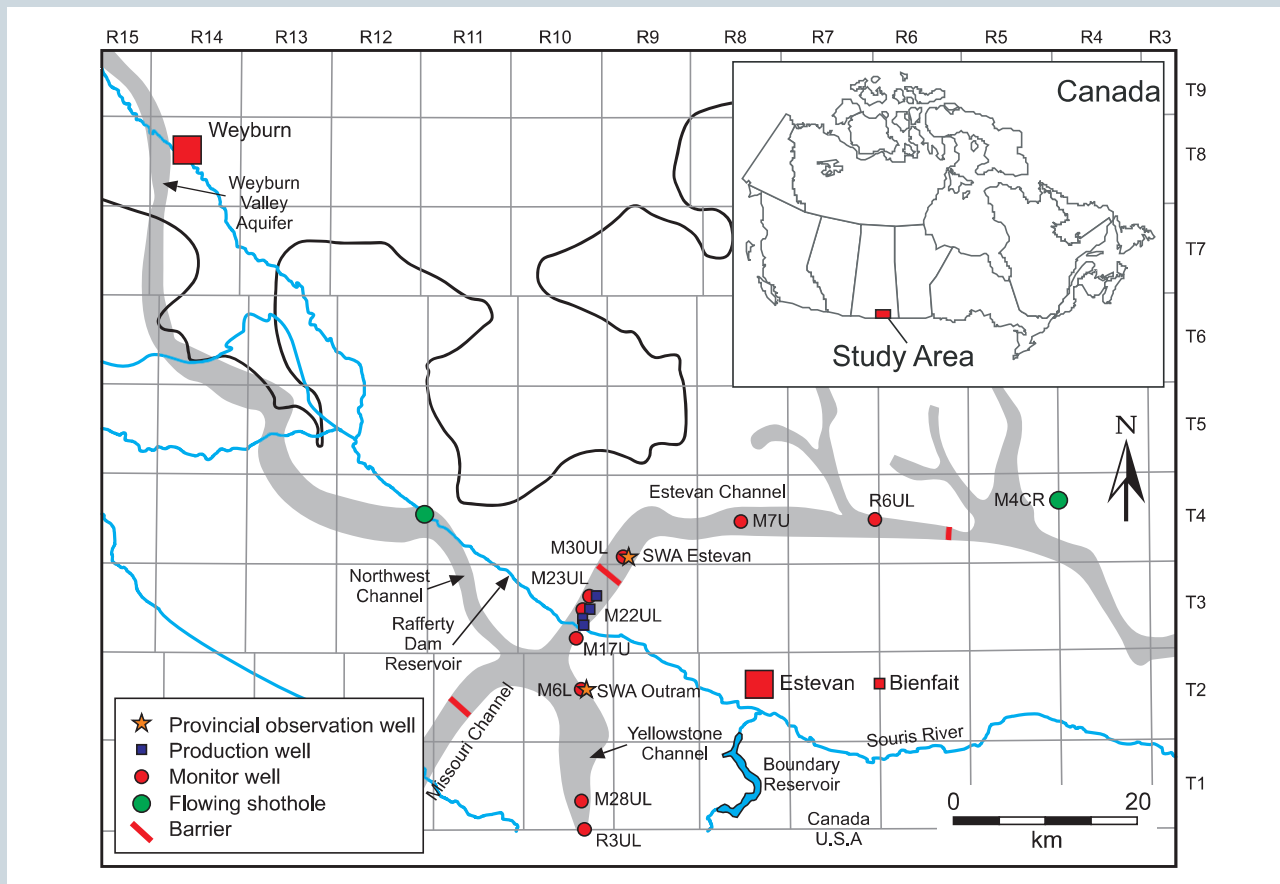 R15 R14 R13 R12 R11 R10 R9 R8 R7 R6 R5 R4 R3
T9
T8
T7
T6
T5
T4
T3
T2
T1
Canada
Study Area
Weyburn
Weyburn
Valley
Aquifer
N
Estevan Channel
M7U
R6UL
M4CR
M30UL
SWA Estevan
Northwest
Channel
M23UL
M22UL
Rafferty
Dam
Reservoir
M17U
M6L
SWA Outram
Estevan
Bienfait
Missouri Channel
Yellowstone
Channel
Souris River
Boundary
Reservoir
M28UL
R3UL
Canada
U.S.A
0 20
km
Provincial observation well
Production well
Monitor well
Flowing shothole
Barrier